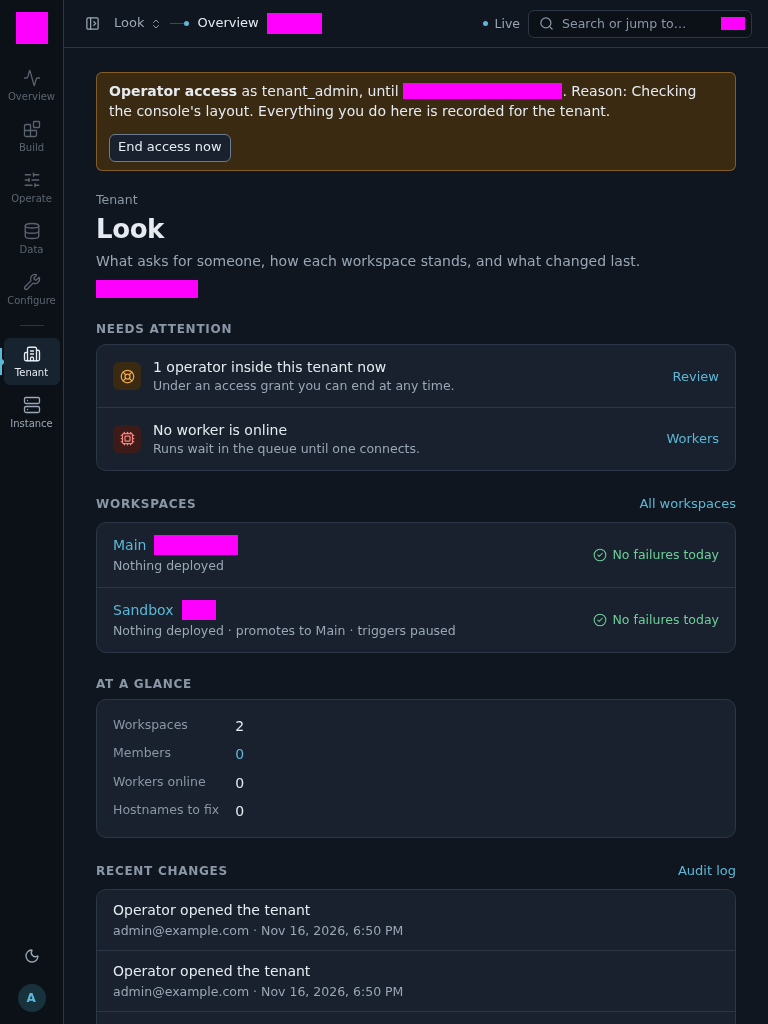 Look
Overview
Live
Search or jump to…
Overview
Build
Operate
Data
Configure
Tenant
Instance
A
Operator access as tenant_admin, until
. Reason: Checking
the console's layout. Everything you do here is recorded for the tenant.
End access now
Tenant
Look
What asks for someone, how each workspace stands, and what changed last.
NEEDS ATTENTION
1 operator inside this tenant now
Under an access grant you can end at any time.
Review
No worker is online
Runs wait in the queue until one connects.
Workers
WORKSPACES
All workspaces
Main
Nothing deployed
No failures today
Sandbox
Nothing deployed · promotes to Main · triggers paused
No failures today
AT A GLANCE
Workspaces 2
Members 0
Workers online 0
Hostnames to fix 0
RECENT CHANGES
Audit log
Operator opened the tenant
admin@example.com · Nov 16, 2026, 6:50 PM
Operator opened the tenant
admin@example.com · Nov 16, 2026, 6:50 PM